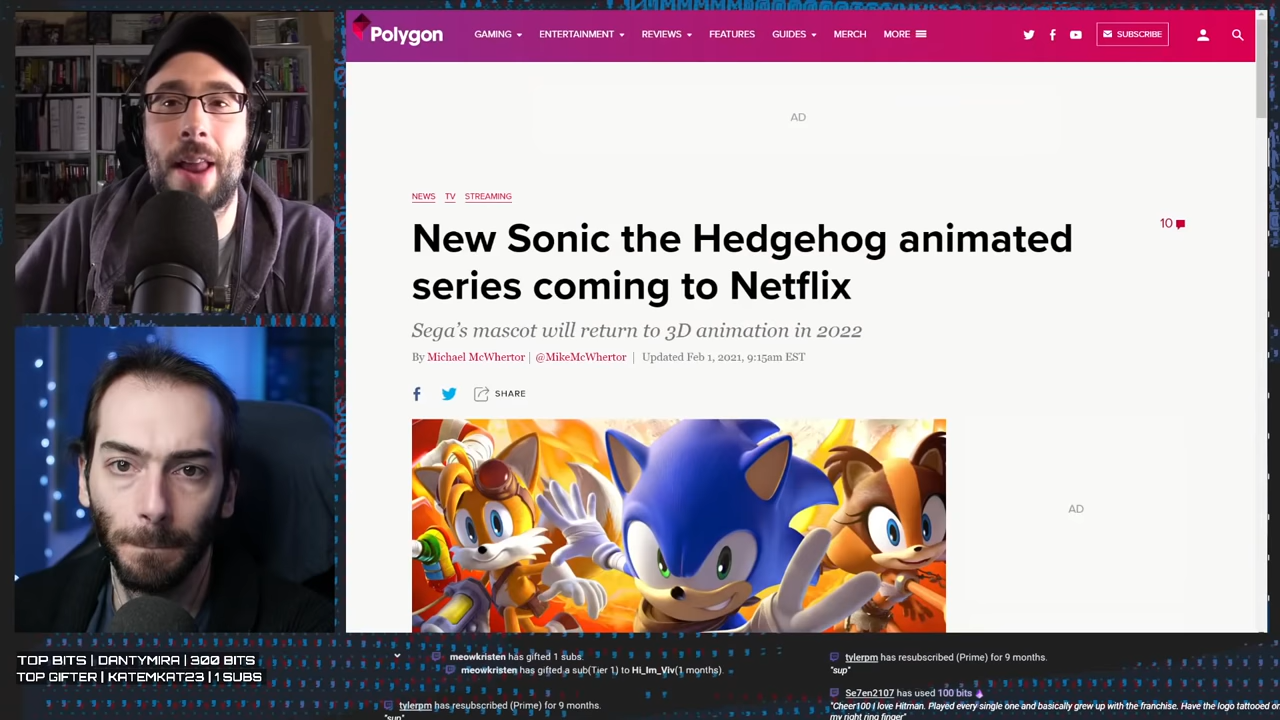 Polygon
GAMING
ENTERTAINMENT
REVIEWS
FEATURES
GUIDES
MERCH
MORE
SUBSCRIBE
AD
NEWS TV STREAMING
New Sonic the Hedgehog animated
series coming to Netflix
10
Sega's mascot will return to 3D animation in 2022
By Michael McWhertor | @MikeMcWhertor | Updated Feb 1, 2021, 9:15am EST
SHARE
AD
TOP BITS | DANTYMIRA | 300 BITS
TOP GIFTER | KATEMKAT23 | 1 SUBS
meowkristen has gifted 1 subs.
meowkristen has gifted a sub(Tier 1) to Hi_Im_Viv(1 months).
tylerpm has resubscribed (Prime) for 9 months.
"sup"
tylerpm has resubscribed (Prime) for 9 months.
"sup"
Se7en2107 has used 100 bits
"Cheer100 I love Hitman. Played every single one and basically grew up with the franchise. Have the logo tattooed on
my right ring finger"